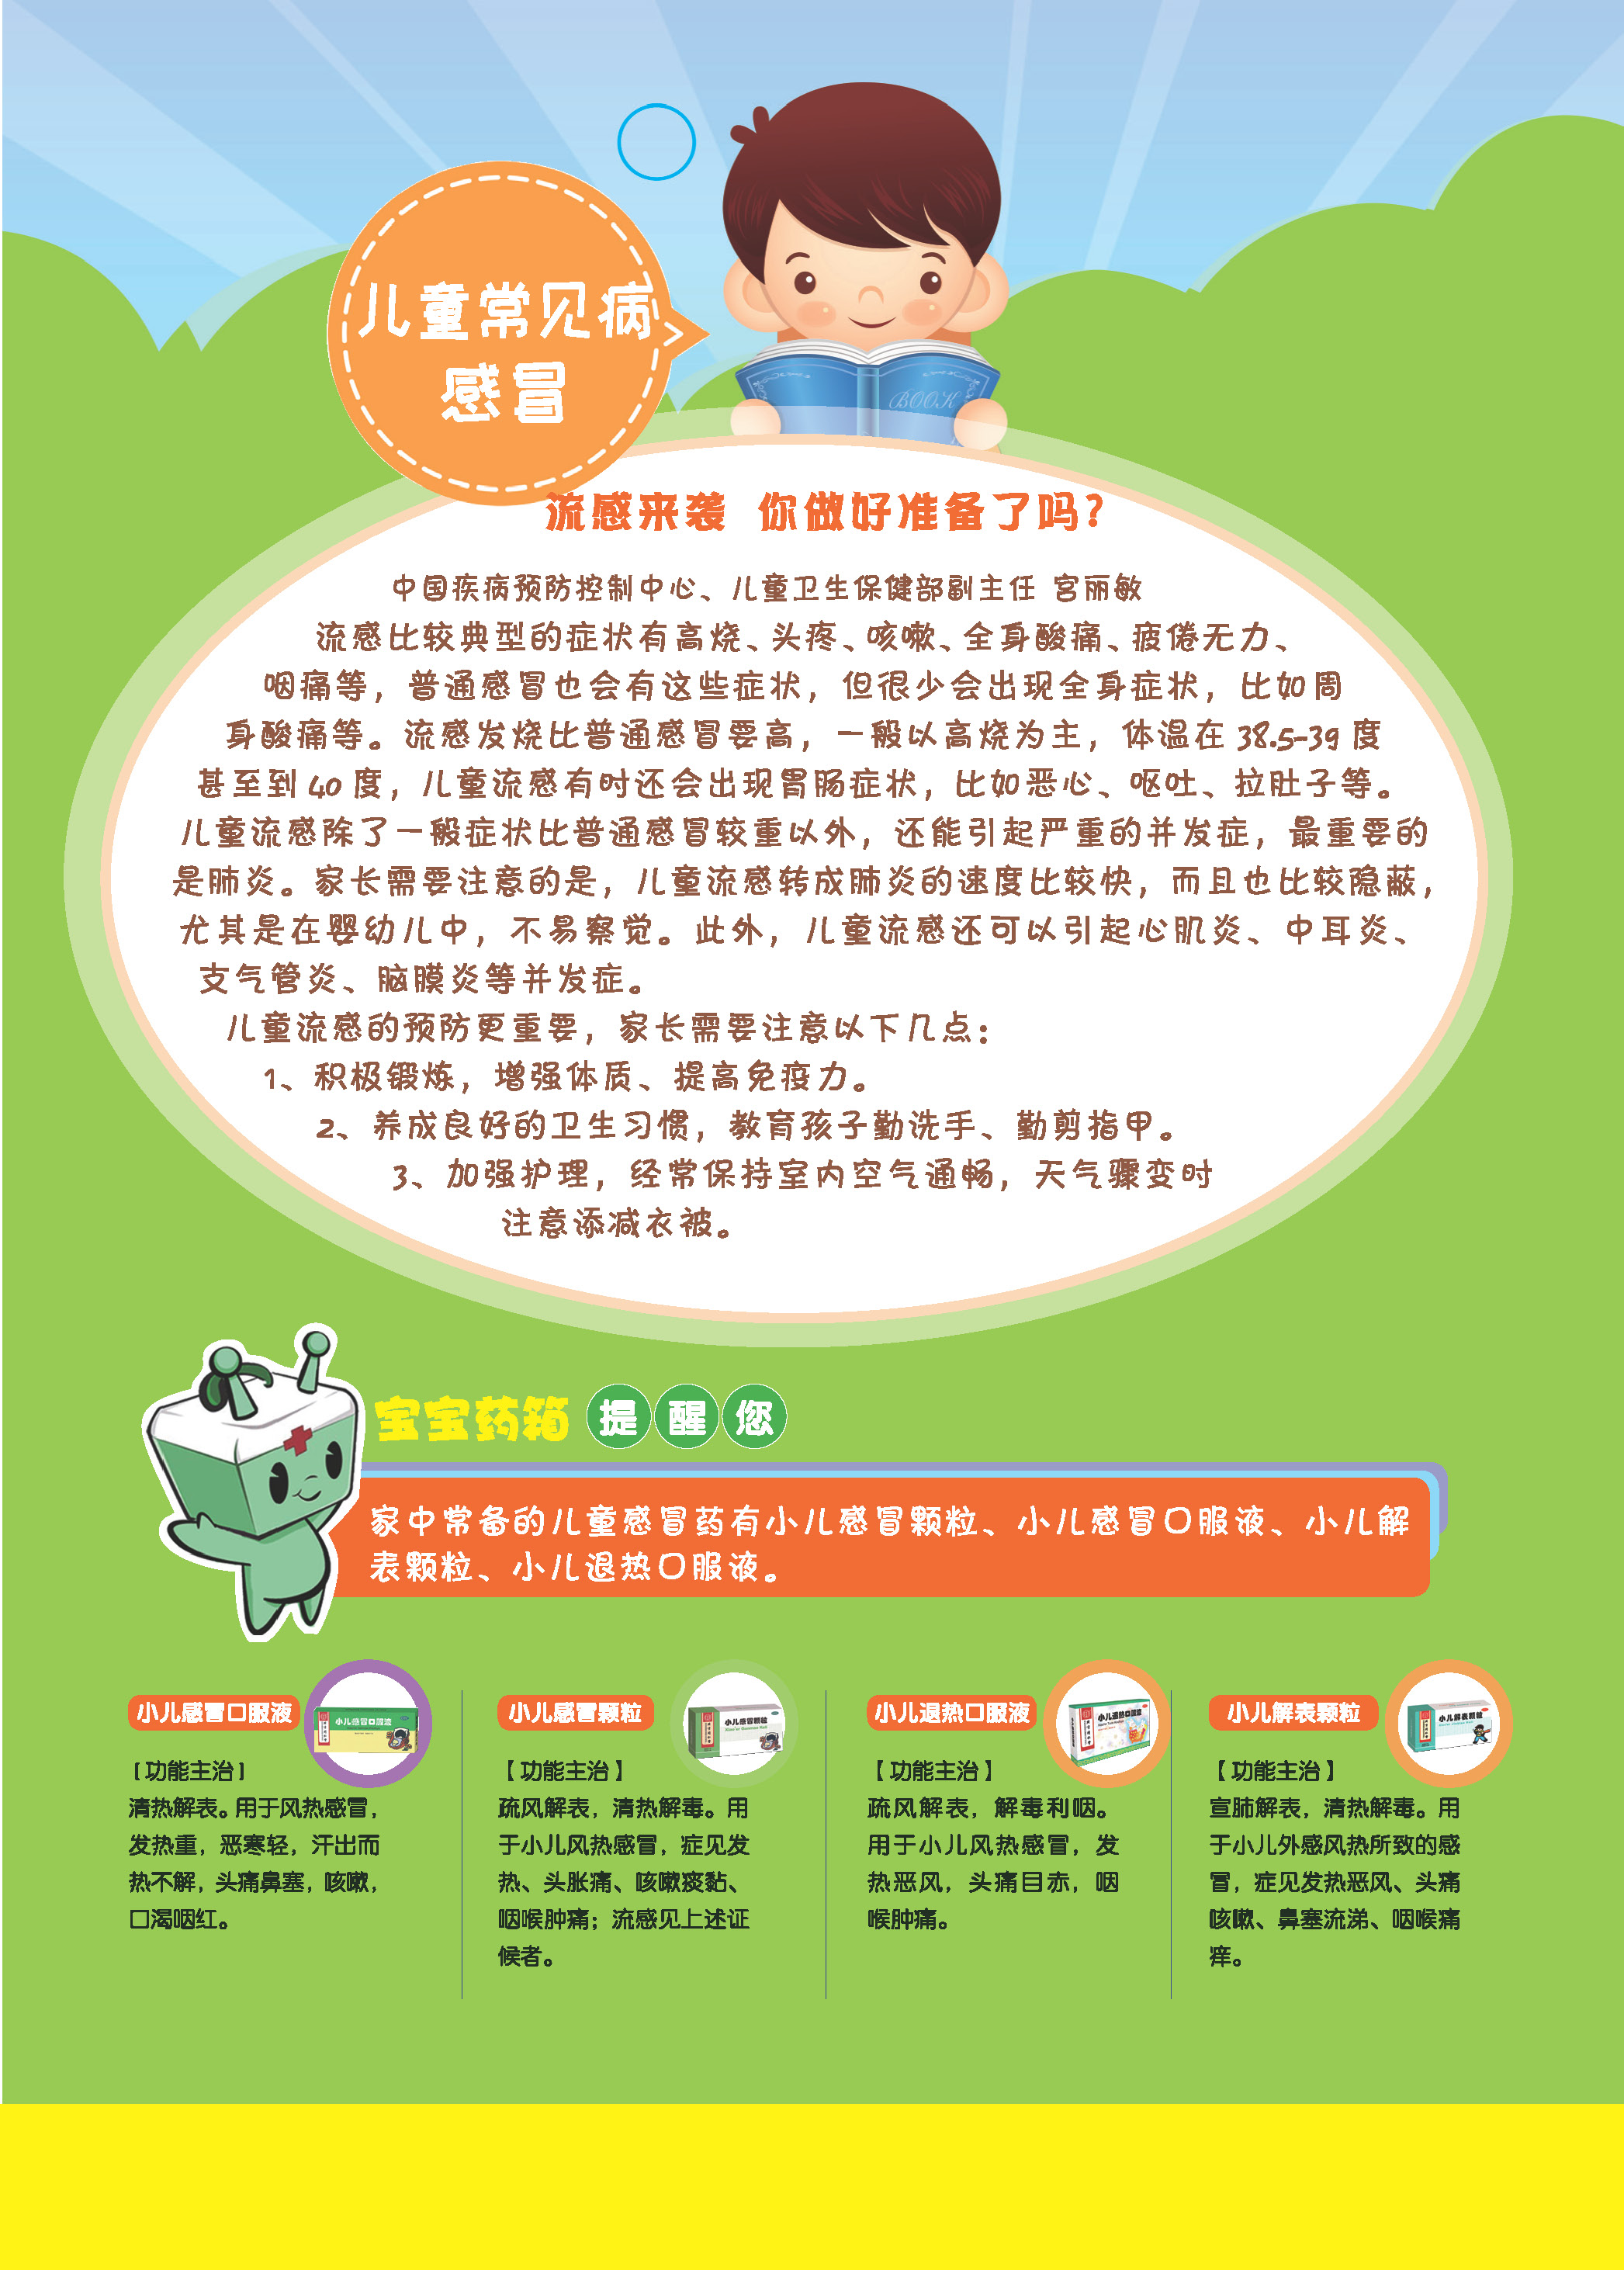 儿童常见病
感冒
BOOK
流感来袭 你做好准备了吗?
中国疾病预防控制中心、儿童卫生保健部副主任 宫丽敏
流感比较典型的症状有高烧、头疼、咳嗽、全身酸痛、疲倦无力、
咽痛等，普通感冒也会有这些症状，但很少会出现全身症状，比如周
身酸痛等。流感发烧比普通感冒要高，一般以高烧为主，体温在 38.5-39 度
甚至到 40 度，儿童流感有时还会出现胃肠症状，比如恶心、呕吐、拉肚子等。
儿童流感除了一般症状比普通感冒较重以外，还能引起严重的并发症，最重要的
是肺炎。家长需要注意的是，儿童流感转成肺炎的速度比较快，而且也比较隐蔽，
尤其是在婴幼儿中，不易察觉。此外，儿童流感还可以引起心肌炎、中耳炎、
支气管炎、脑膜炎等并发症。
儿童流感的预防更重要，家长需要注意以下几点：
1、积极锻炼，增强体质、提高免疫力。
2、养成良好的卫生习惯，教育孩子勤洗手、勤剪指甲。
3、加强护理，经常保持室内空气通畅，天气骤变时
注意添减衣被。
宝宝药箱 提醒您
家中常备的儿童感冒药有小儿感冒颗粒、小儿感冒口服液、小儿解
表颗粒、小儿退热口服液。
小儿感冒口服液
小儿感冒口服液
[功能主治]
清热解表。用于风热感冒，
发热重，恶寒轻，汗出而
热不解，头痛鼻塞，咳嗽，
口渴咽红。
小儿感冒颗粒
小儿感冒颗粒
【功能主治】
疏风解表，清热解毒。用
于小儿风热感冒，症见发
热、头胀痛、咳嗽痰黏、
咽喉肿痛；流感见上述证
候者。
小儿退热口服液
小儿退热口服液
【功能主治】
疏风解表，解毒利咽。
用于小儿风热感冒，发
热恶风，头痛目赤，咽
喉肿痛。
小儿解表颗粒
小儿解表颗粒
【功能主治】
宣肺解表，清热解毒。用
于小儿外感风热所致的感
冒，症见发热恶风、头痛
咳嗽、鼻塞流涕、咽喉痛
痒。